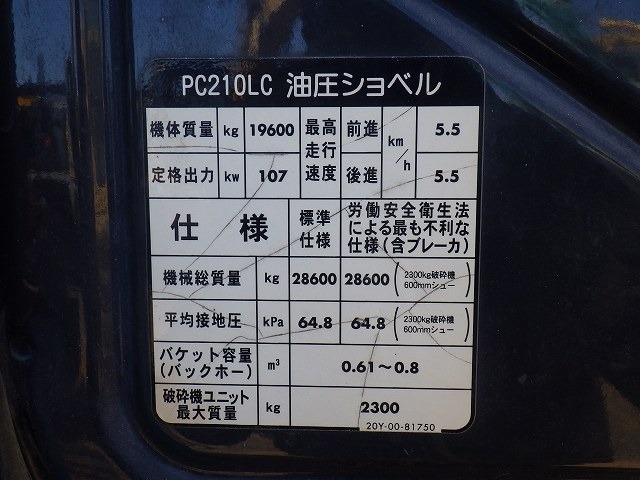 PC210LC 油圧ショベル
機体質量 kg 19600 最高走行速度 前進 km/h 5.5
定格出力 kw 107 後進 5.5
仕様 標準仕様 労働安全衛生法による最も不利な仕様(含ブレーカ)
機械総質量 kg 28600 28600 (2300kg破砕機 600mmシュー)
平均接地圧 kPa 64.8 64.8 (2300kg破砕機 600mmシュー)
バケット容量(バックホー) m³ 0.61〜0.8
破砕機ユニット最大質量 kg 2300
20Y-00-81750